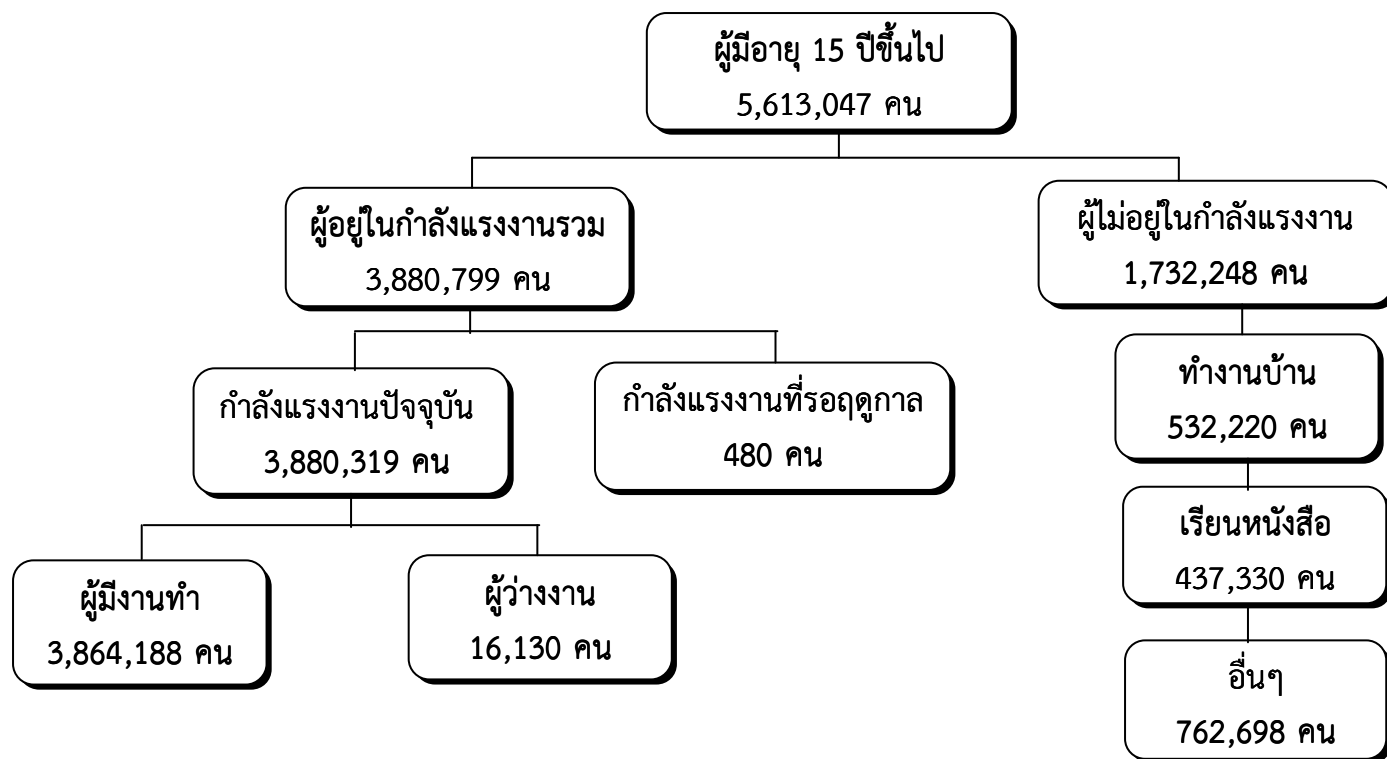 ผู้มีอายุ 15 ปีขึ้นไป
5,613,047 คน
ผู้อยู่ในกำลังแรงงานรวม
3,880,799 คน
ผู้ไม่อยู่ในกำลังแรงงาน
1,732,248 คน
กำลังแรงงานปัจจุบัน
3,880,319 คน
กำลังแรงงานที่รอฤดูกาล
480 คน
ทำงานบ้าน
532,220 คน
เรียนหนังสือ
437,330 คน
ผู้มีงานทำ
3,864,188 คน
ผู้ว่างงาน
16,130 คน
อื่นๆ
762,698 คน